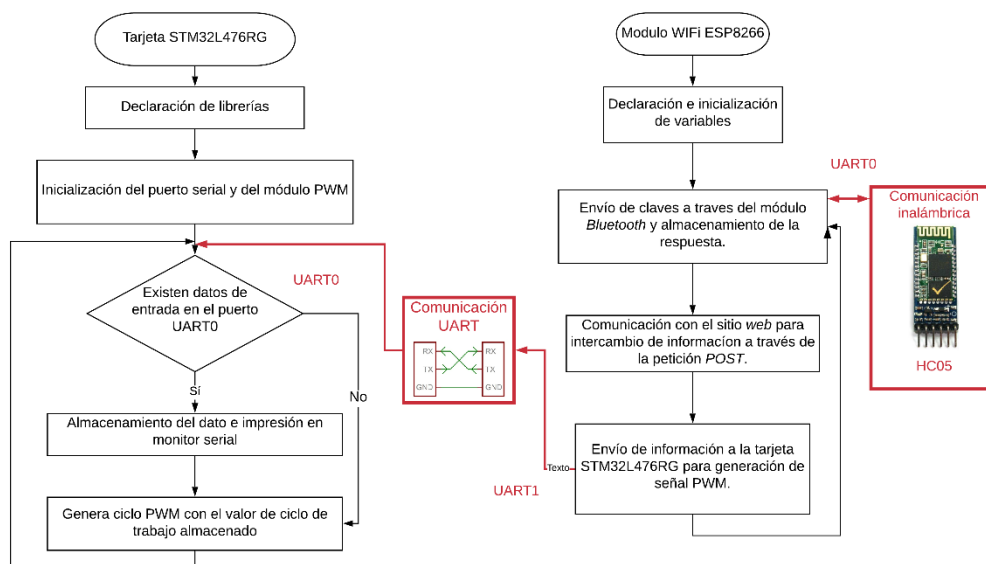 Tarjeta STM32L476RG
Declaración de librerías
Inicialización del puerto serial y del módulo PWM
Existen datos de
entrada en el puerto
UART0
Sí
No
Almacenamiento del dato e impresión en
monitor serial
Genera ciclo PWM con el valor de ciclo de
trabajo almacenado
UART0
Comunicación
UART
RX
TX
GND
RX
TX
GND
UART1
Modulo WIFi ESP8266
Declaración e inicialización
de variables
Envío de claves a traves del módulo
Bluetooth y almacenamiento de la
respuesta.
Comunicación con el sitio web para
intercambio de informacíon a través de
la petición POST.
Envío de información a la tarjeta
STM32L476RG para generación de
señal PWM.
Texto
UART0
Comunicación
inalámbrica
HC05